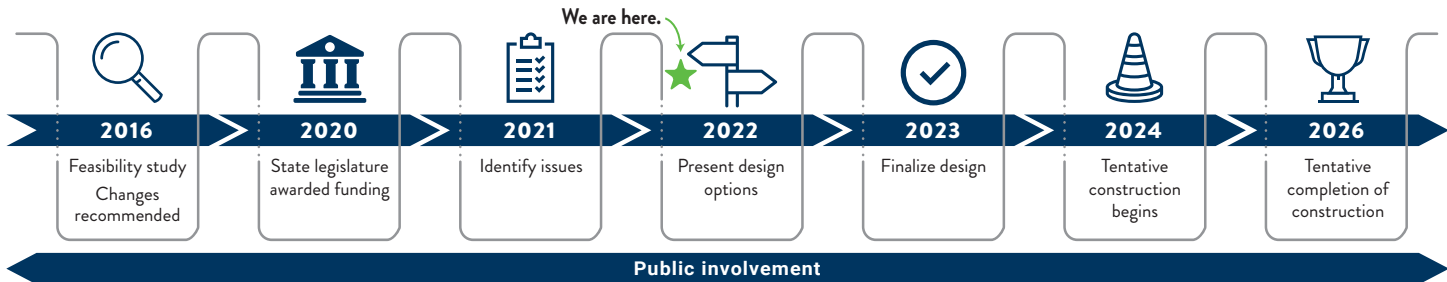 We are here.
2016
Feasibility study
Changes
recommended
2020
State legislature
awarded funding
2021
Identify issues
2022
Present design
options
2023
Finalize design
2024
Tentative
construction
begins
2026
Tentative
completion of
construction
Public involvement